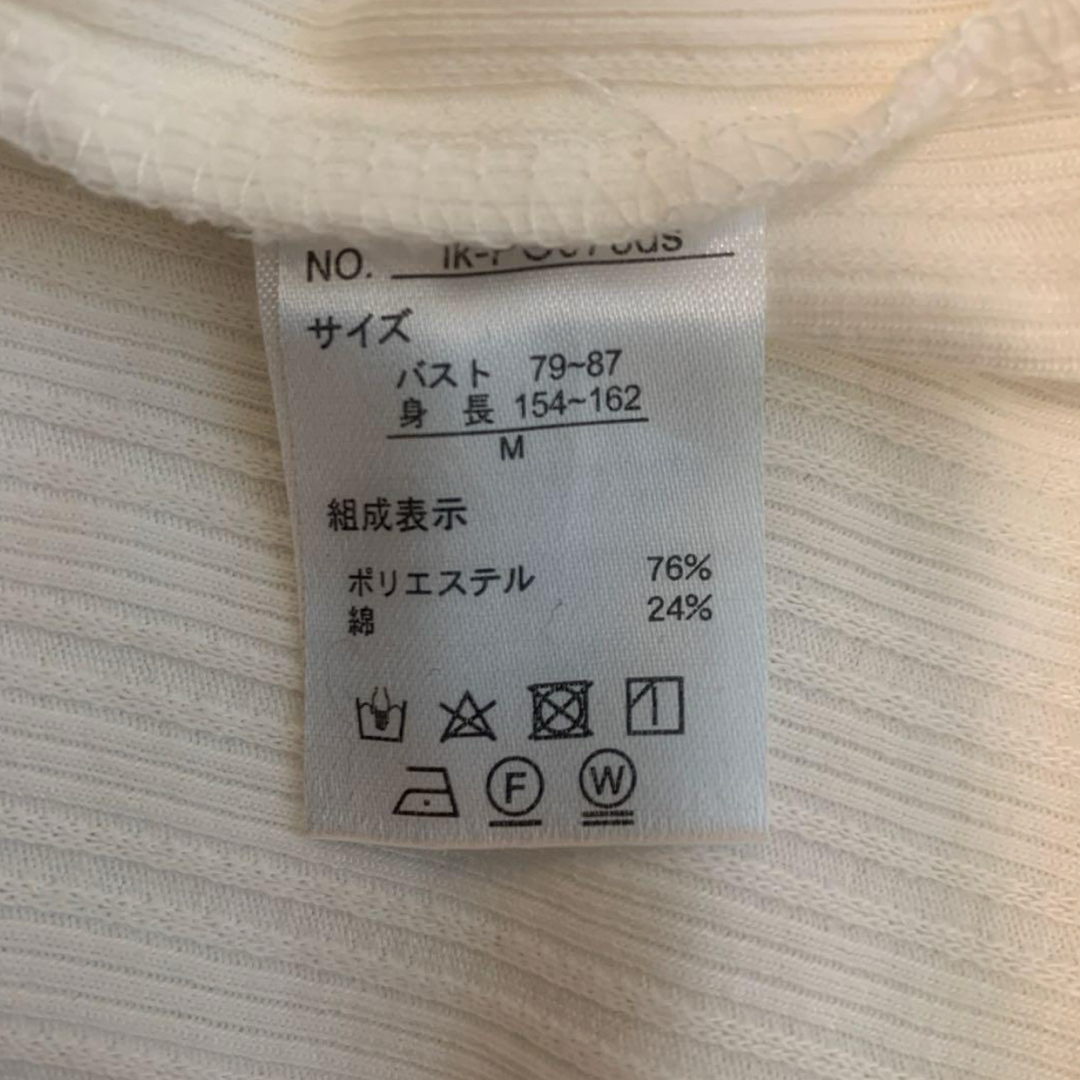 NO.
サイズ
バスト 79~87
身 長 154~162
M
組成表示
ポリエステル 76%
綿 24%
F W